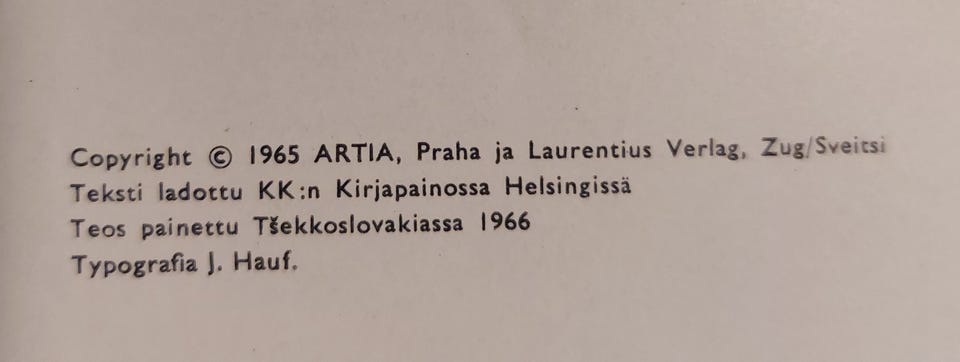 Copyright © 1965 ARTIA, Praha ja Laurentius Verlag, Zug/Sveitsi
Teksti ladottu KK:n Kirjapainossa Helsingissä
Teos painettu Tšekkoslovakiassa 1966
Typografia J. Hauf.